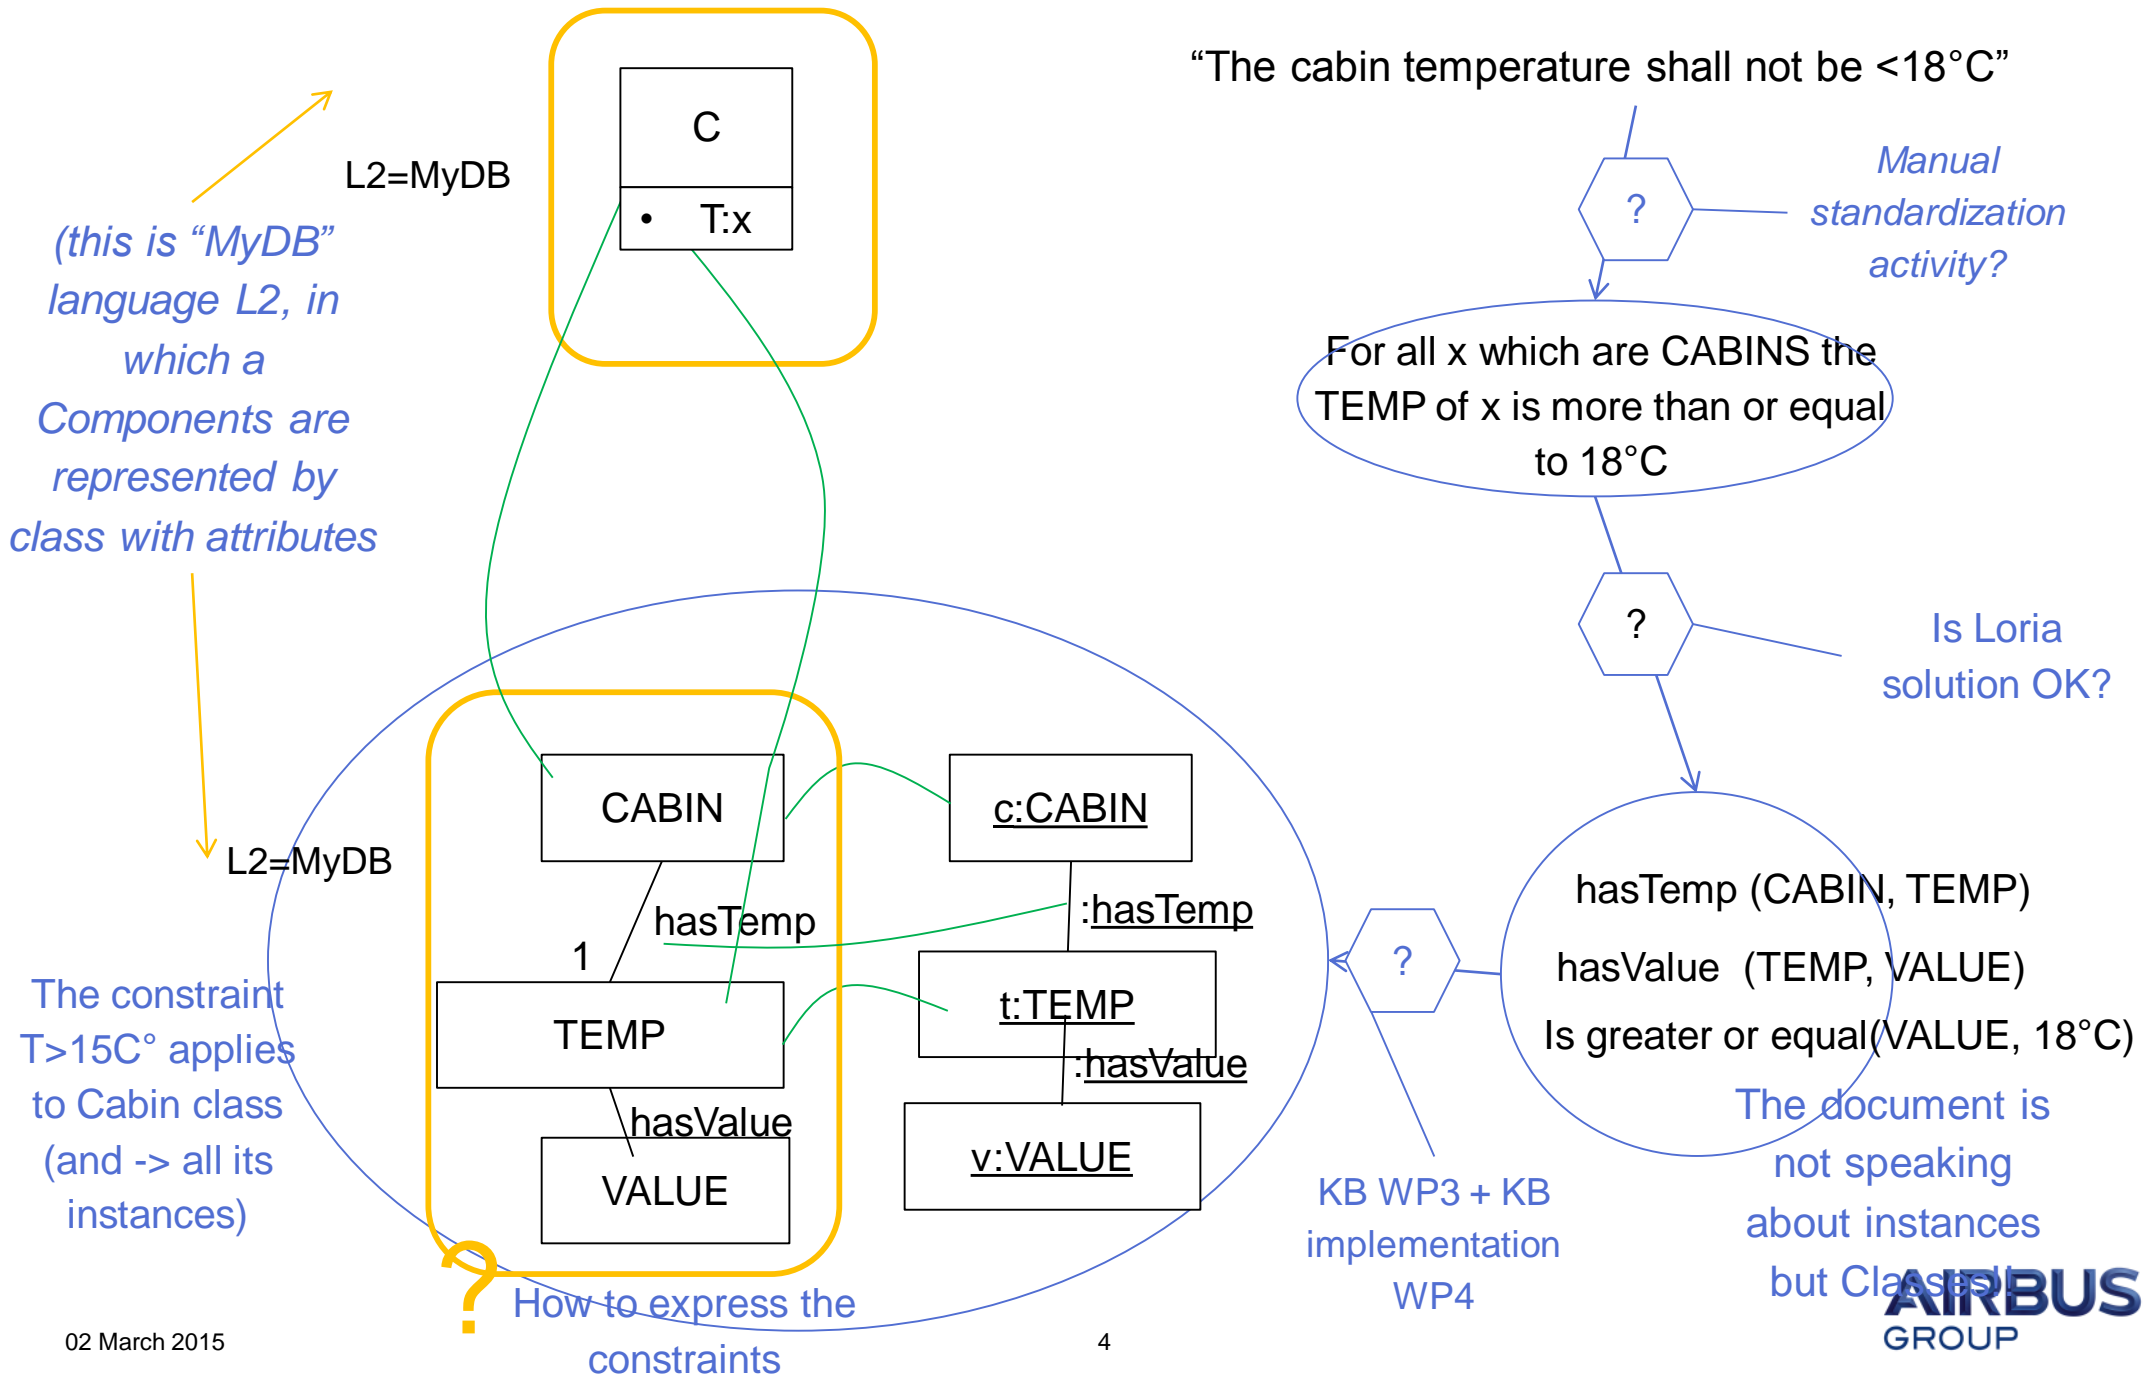 “The cabin temperature shall not be <18°C”
C
• T:x
L2=MyDB
(this is “MyDB”
language L2, in
which a
Components are
represented by
class with attributes
?
Manual
standardization
activity?
For all x which are CABINS the
TEMP of x is more than or equal
to 18°C
?
Is Loria
solution OK?
L2=MyDB
CABIN
hasTemp
1
TEMP
hasValue
VALUE
c:CABIN
:hasTemp
t:TEMP
:hasValue
v:VALUE
?
hasTemp (CABIN, TEMP)
hasValue (TEMP, VALUE)
Is greater or equal(VALUE, 18°C)
The constraint
T>15C° applies
to Cabin class
(and -> all its
instances)
KB WP3 + KB
implementation
WP4
The document is
not speaking
about instances
but Classes!!
?
How to express the
constraints
02 March 2015
4
AIRBUS
GROUP